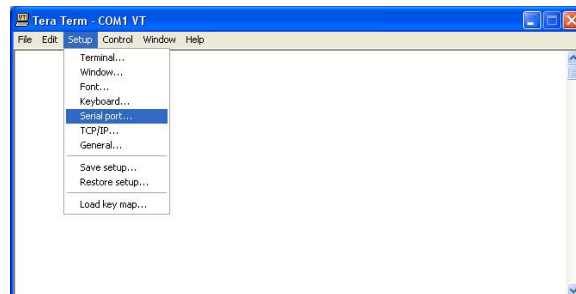 Tera Term - COM1 VT
File Edit Setup Control Window Help
Terminal...
Window...
Font...
Keyboard...
Serial port...
TCP/IP...
General...
Save setup...
Restore setup...
Load key map...